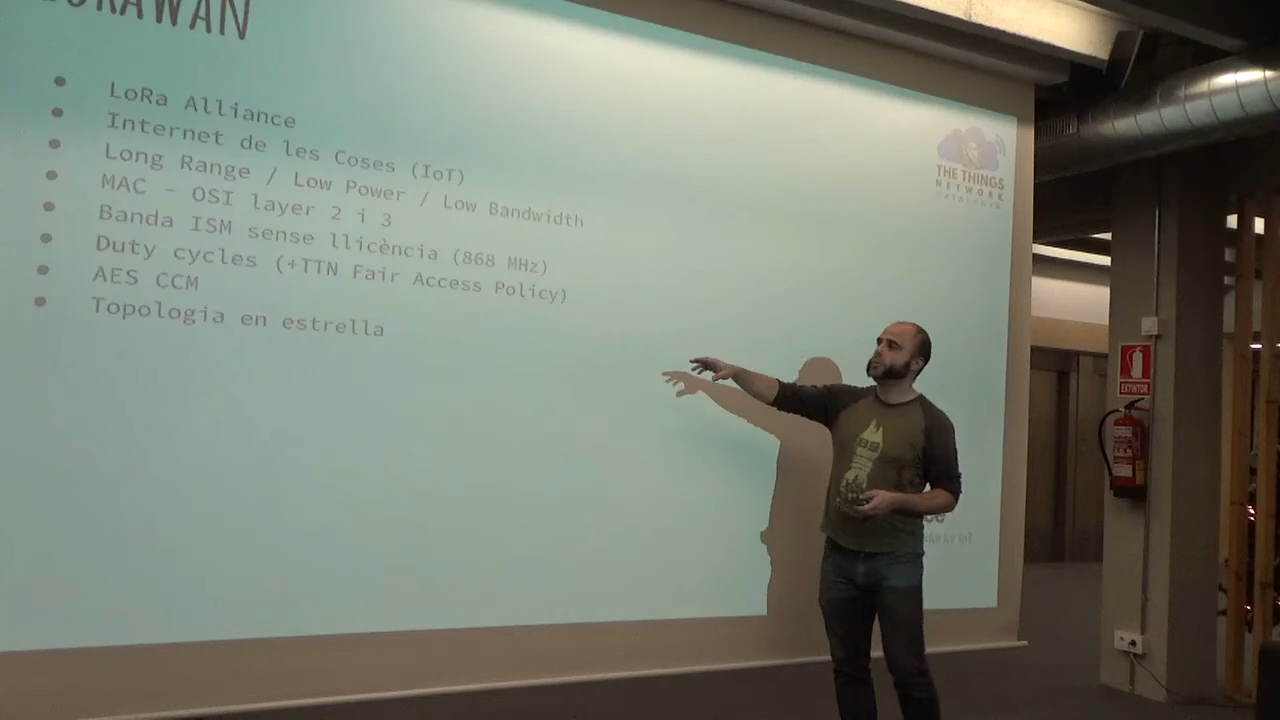 LORAWAN
LoRa Alliance
Internet de les Coses (IoT)
Long Range / Low Power / Low Bandwidth
MAC - OSI layer 2 i 3
Banda ISM sense llicència (868 MHz)
Duty cycles (+TTN Fair Access Policy)
AES CCM
Topologia en estrella
THE THINGS
NETWORK
CATALUNYA
EXTINTOR